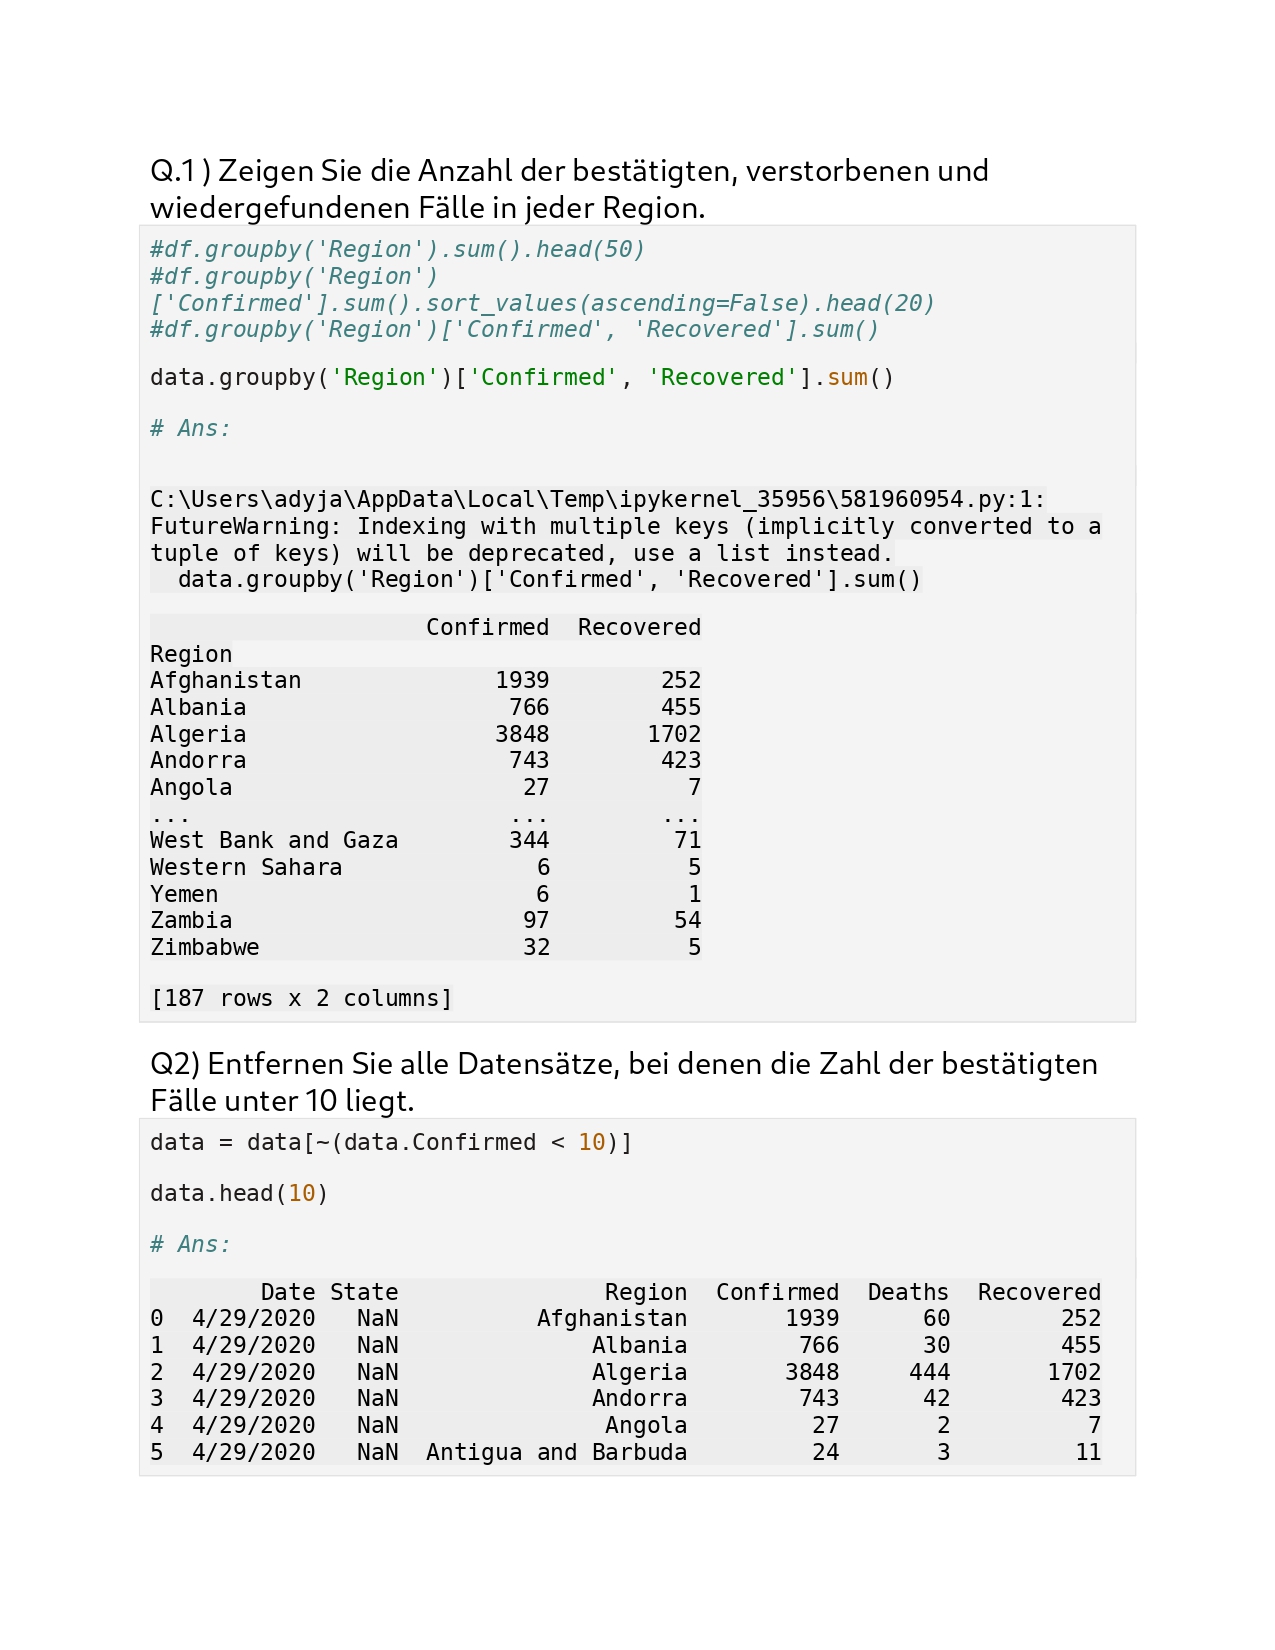 Q.1 ) Zeigen Sie die Anzahl der bestätigten, verstorbenen und
wiedergefundenen Fälle in jeder Region.
#df.groupby('Region').sum().head(50)
#df.groupby('Region')
['Confirmed'].sum().sort_values(ascending=False).head(20)
#df.groupby('Region')['Confirmed', 'Recovered'].sum()
data.groupby('Region')['Confirmed', 'Recovered'].sum()
# Ans:
C:\Users\adyja\AppData\Local\Temp\ipykernel_35956\581960954.py:1:
FutureWarning: Indexing with multiple keys (implicitly converted to a
tuple of keys) will be deprecated, use a list instead.
  data.groupby('Region')['Confirmed', 'Recovered'].sum()
                    Confirmed  Recovered
Region
Afghanistan              1939        252
Albania                   766        455
Algeria                  3848       1702
Andorra                   743        423
Angola                     27          7
...                       ...        ...
West Bank and Gaza        344         71
Western Sahara              6          5
Yemen                       6          1
Zambia                     97         54
Zimbabwe                   32          5
[187 rows x 2 columns]
Q2) Entfernen Sie alle Datensätze, bei denen die Zahl der bestätigten
Fälle unter 10 liegt.
data = data[~(data.Confirmed < 10)]
data.head(10)
# Ans:
        Date State               Region  Confirmed  Deaths  Recovered
0  4/29/2020   NaN          Afghanistan       1939      60        252
1  4/29/2020   NaN              Albania        766      30        455
2  4/29/2020   NaN              Algeria       3848     444       1702
3  4/29/2020   NaN              Andorra        743      42        423
4  4/29/2020   NaN               Angola         27       2          7
5  4/29/2020   NaN  Antigua and Barbuda         24       3         11